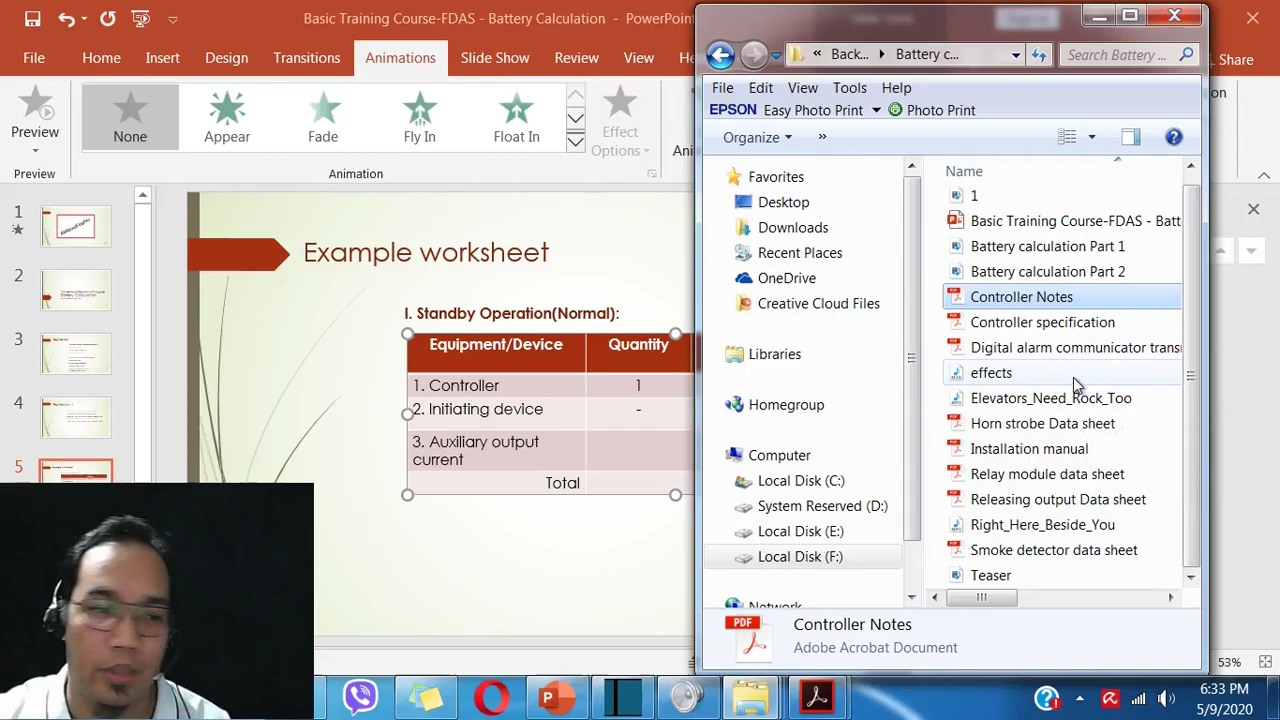 Basic Training Course-FDAS - Battery Calculation - PowerPoint
File Home Insert Design Transitions Animations Slide Show Review View He
Share
Preview
None
Appear
Fade
Fly In
Float In
Effect
Options
Ani
Preview
Animation
1
2
3
4
5
Example worksheet
I. Standby Operation(Normal):
Equipment/Device Quantity
1. Controller 1
2. Initiating device -
3. Auxiliary output
current
Total
« Back... Battery c...
Search Battery ...
File Edit View Tools Help
EPSON Easy Photo Print Photo Print
Organize »
Favorites
Desktop
Downloads
Recent Places
OneDrive
Creative Cloud Files
Libraries
Homegroup
Computer
Local Disk (C:)
System Reserved (D:)
Local Disk (E:)
Local Disk (F:)
Network
Name
1
Basic Training Course-FDAS - Batt
Battery calculation Part 1
Battery calculation Part 2
Controller Notes
Controller specification
Digital alarm communicator trans
effects
Elevators_Need_Rock_Too
Horn strobe Data sheet
Installation manual
Relay module data sheet
Releasing output Data sheet
Right_Here_Beside_You
Smoke detector data sheet
Teaser
PDF
Controller Notes
Adobe Acrobat Document
53%
6:33 PM
5/9/2020